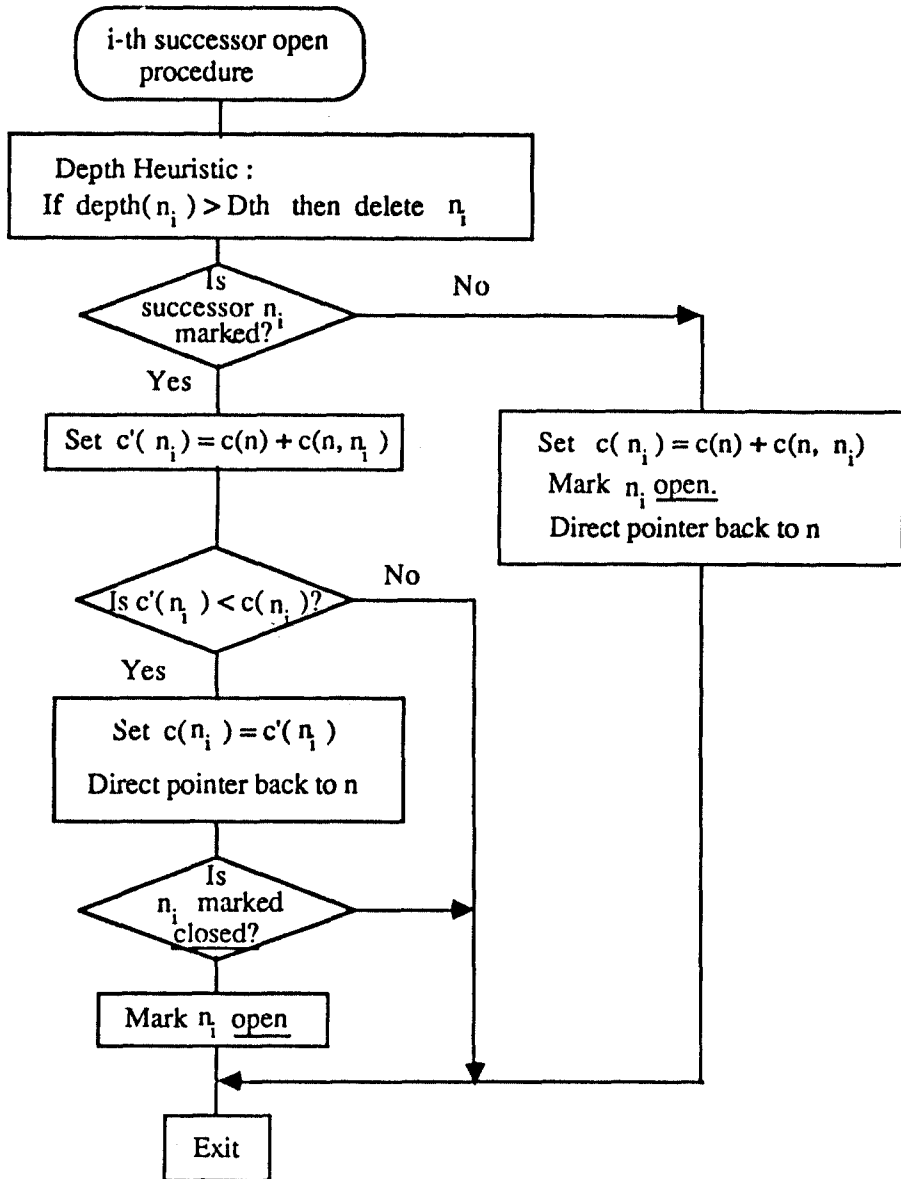 i-th successor open
procedure
Depth Heuristic :
If depth(n_i) > Dth then delete n_i
Is
successor n_i
marked?
No
Yes
Set c'(n_i) = c(n) + c(n, n_i)
Set c(n_i) = c(n) + c(n, n_i)
Mark n_i open.
Direct pointer back to n
Is c'(n_i) < c(n_i)?
No
Yes
Set c(n_i) = c'(n_i)
Direct pointer back to n
Is
n_i marked
closed?
Mark n_i open
Exit